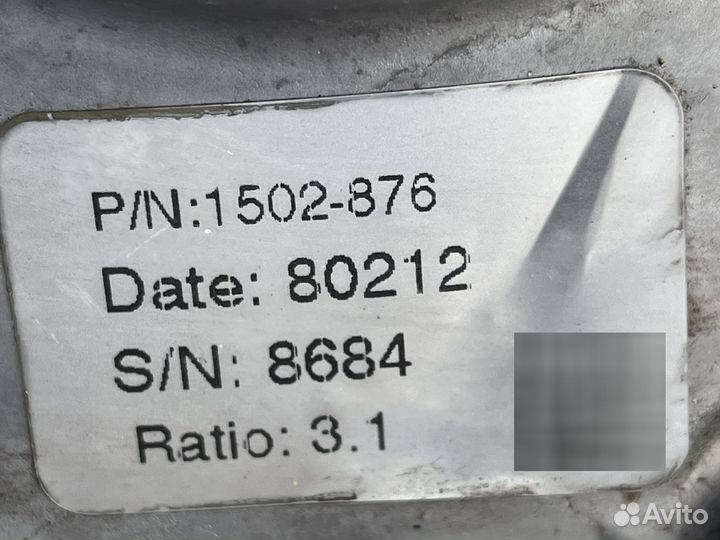 P/N:1502-876
Date: 80212
S/N: 8684
Ratio: 3.1
Avito